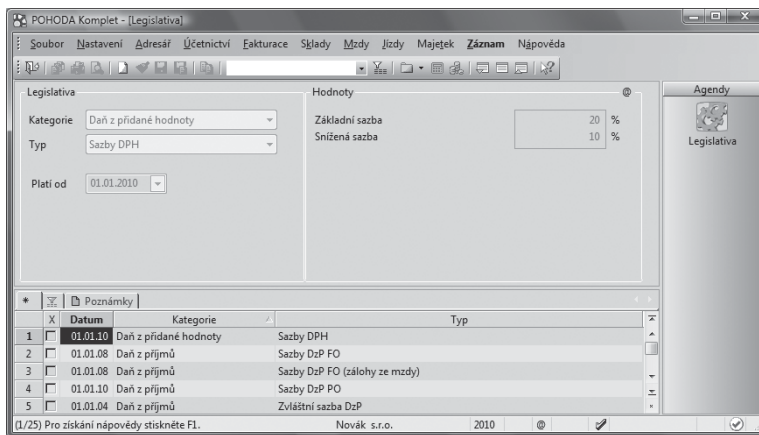 POHODA Komplet - [Legislativa]
Soubor Nastavení Adresář Účetnictví Fakturace Sklady Mzdy Jízdy Majetek Záznam Nápověda
Legislativa
Kategorie Daň z přidané hodnoty
Typ Sazby DPH
Platí od 01.01.2010
Hodnoty @
Základní sazba 20 %
Snížená sazba 10 %
Agendy
Legislativa
* Poznámky
X Datum Kategorie Typ
1 01.01.10 Daň z přidané hodnoty Sazby DPH
2 01.01.08 Daň z příjmů Sazby DzP FO
3 01.01.08 Daň z příjmů Sazby DzP FO (zálohy ze mzdy)
4 01.01.10 Daň z příjmů Sazby DzP PO
5 01.01.04 Daň z příjmů Zvláštní sazba DzP
(1/25) Pro získání nápovědy stiskněte F1. Novák s.r.o. 2010 @